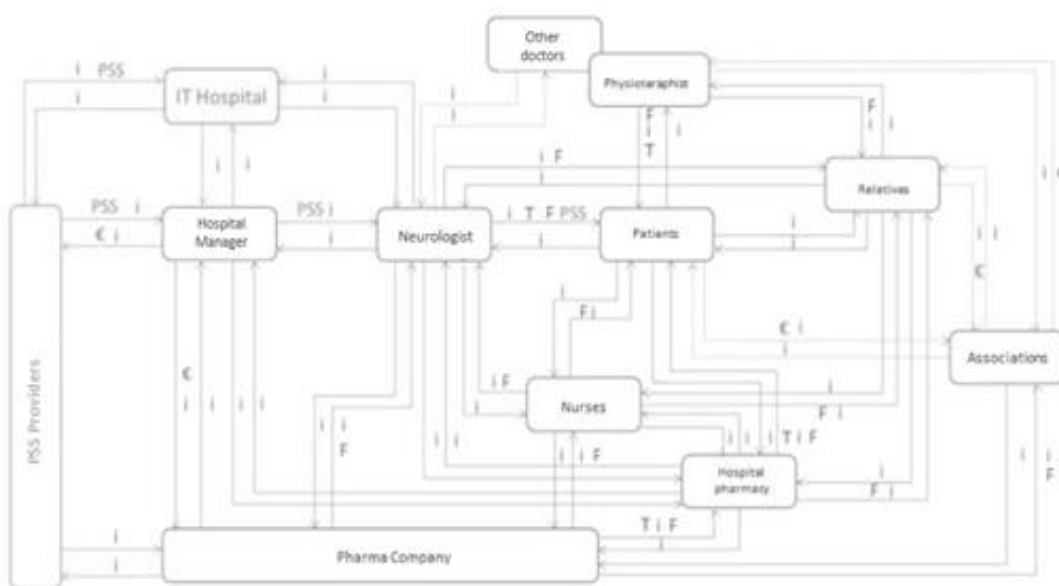 Other
doctors
Physioteraphist
i PSS
i
IT Hospital
i
i
i
i
F
i
T
i
F
i i
i i
i F
i
Relatives
PSS i
€ i
Hospital
Manager
PSS i
i
Neurologist
i T F PSS
i
Patients
i
i
i i
€
i
F i
€ i
i
Associations
PSS Providers
€
i i i i
i i
F
i F
i
i i
Nurses
i
F i
i i i T i F
i i F
Hospital
pharmacy
i
F i
i i
F
T i F
i
i
i
Pharma Company